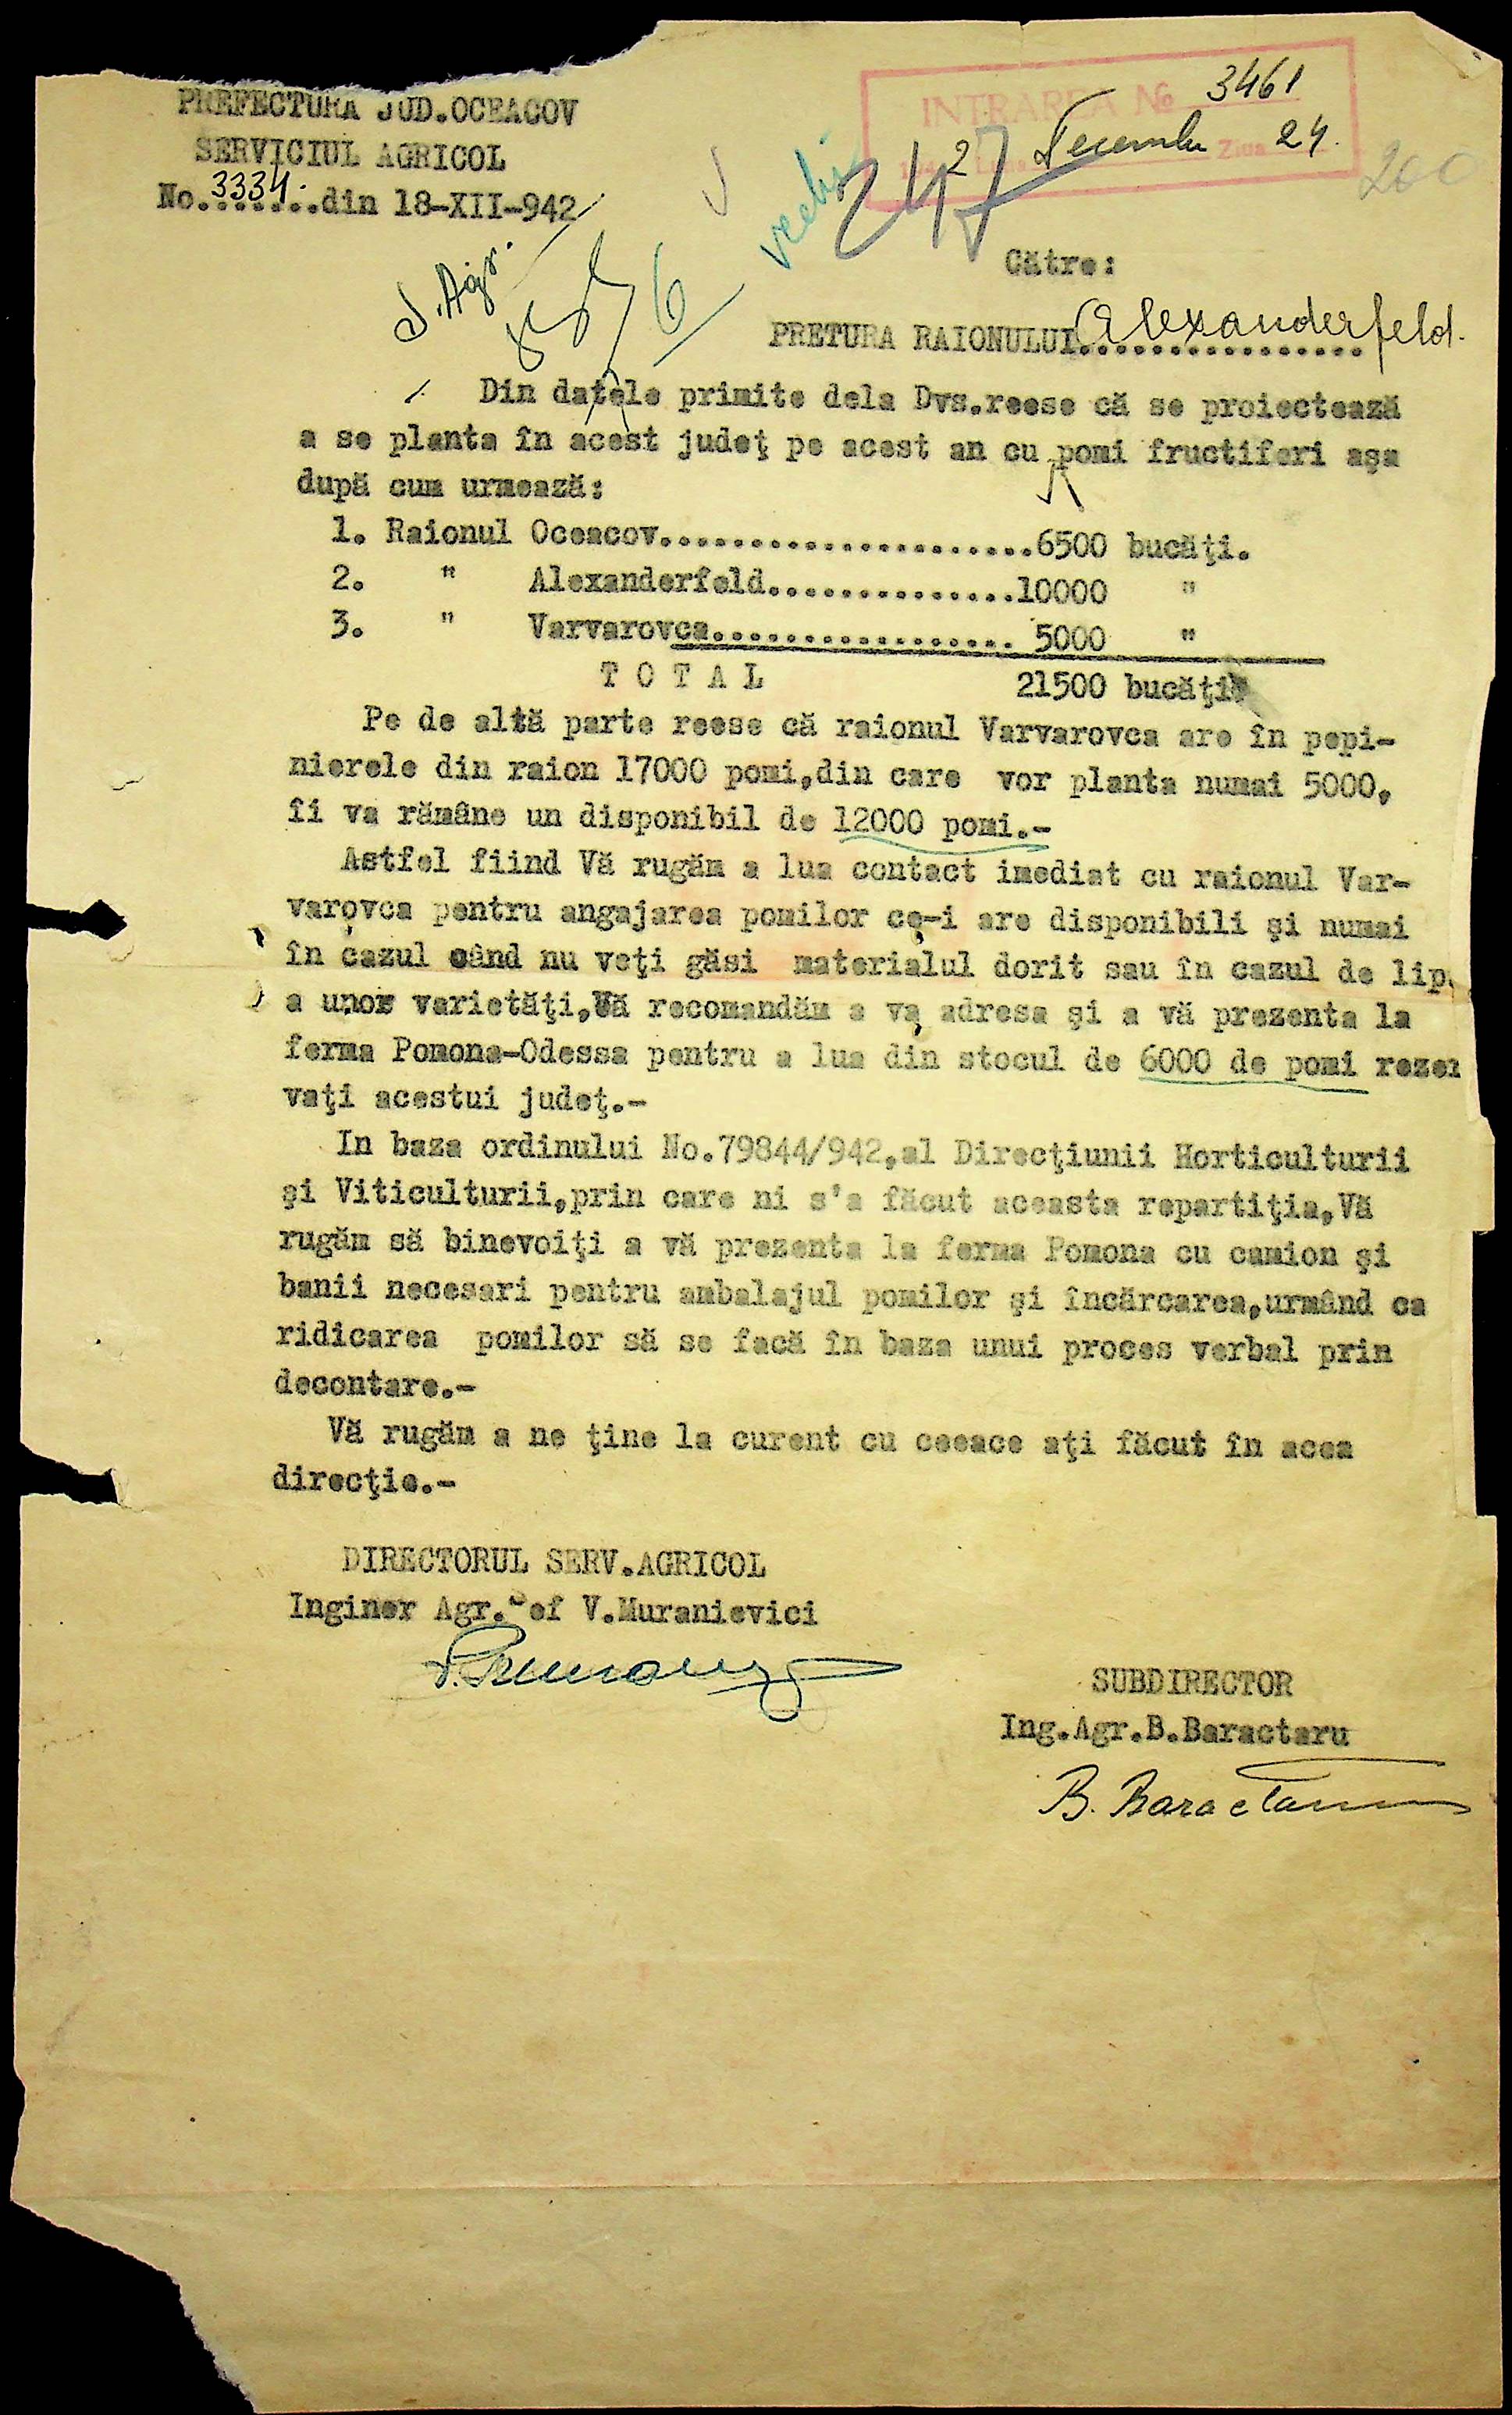 PREFECTURA JUD.OCEACOV
SERVICIUL AGRICOL
No.3334.din 18-XII-942
INTRAREA No 3461
2 Decembrie Ziua 24.
247
200
S. Agr.
Către:
PRETURA RAIONULUI Alexanderfeld.
Din datele primite dela Dvs.reese că se proiectează
a se planta în acest judeţ pe acest an cu pomi fructiferi aşa
după cum urmează:
1. Raionul Oceacov.....................6500 bucăţi.
2. " Alexanderfeld..............10000 "
3. " Varvarovca................. 5000 "
T O T A L 21500 bucăţi
Pe de altă parte reese că raionul Varvarovca are în pepi-
nierele din raion 17000 pomi,din care vor planta numai 5000,
îi va rămâne un disponibil de 12000 pomi.-
Astfel fiind Vă rugăm a lua contact imediat cu raionul Var-
varovca pentru angajarea pomilor ce-i are disponibili şi numai
în cazul când nu veţi găsi materialul dorit sau în cazul de lip
a unor varietăţi,Vă recomandăm a va adresa şi a vă prezenta la
ferma Pomona-Odessa pentru a lua din stocul de 6000 de pomi rezer
vaţi acestui judeţ.-
In baza ordinului No.79844/942,al Direcţiunii Horticulturii
şi Viticulturii,prin care ni s'a făcut aceasta repartiţia,Vă
rugăm să binevoiţi a vă prezenta la ferma Pomona cu camion şi
banii necesari pentru ambalajul pomilor şi încărcarea,urmând ca
ridicarea pomilor să se facă în baza unui proces verbal prin
decontare.-
Vă rugăm a ne ţine la curent cu ceeace aţi făcut în acea
direcţie.-
DIRECTORUL SERV.AGRICOL
Inginer Agr. ef V.Muranievici
SUBDIRECTOR
Ing.Agr.B.Baractaru
B. Baractaru